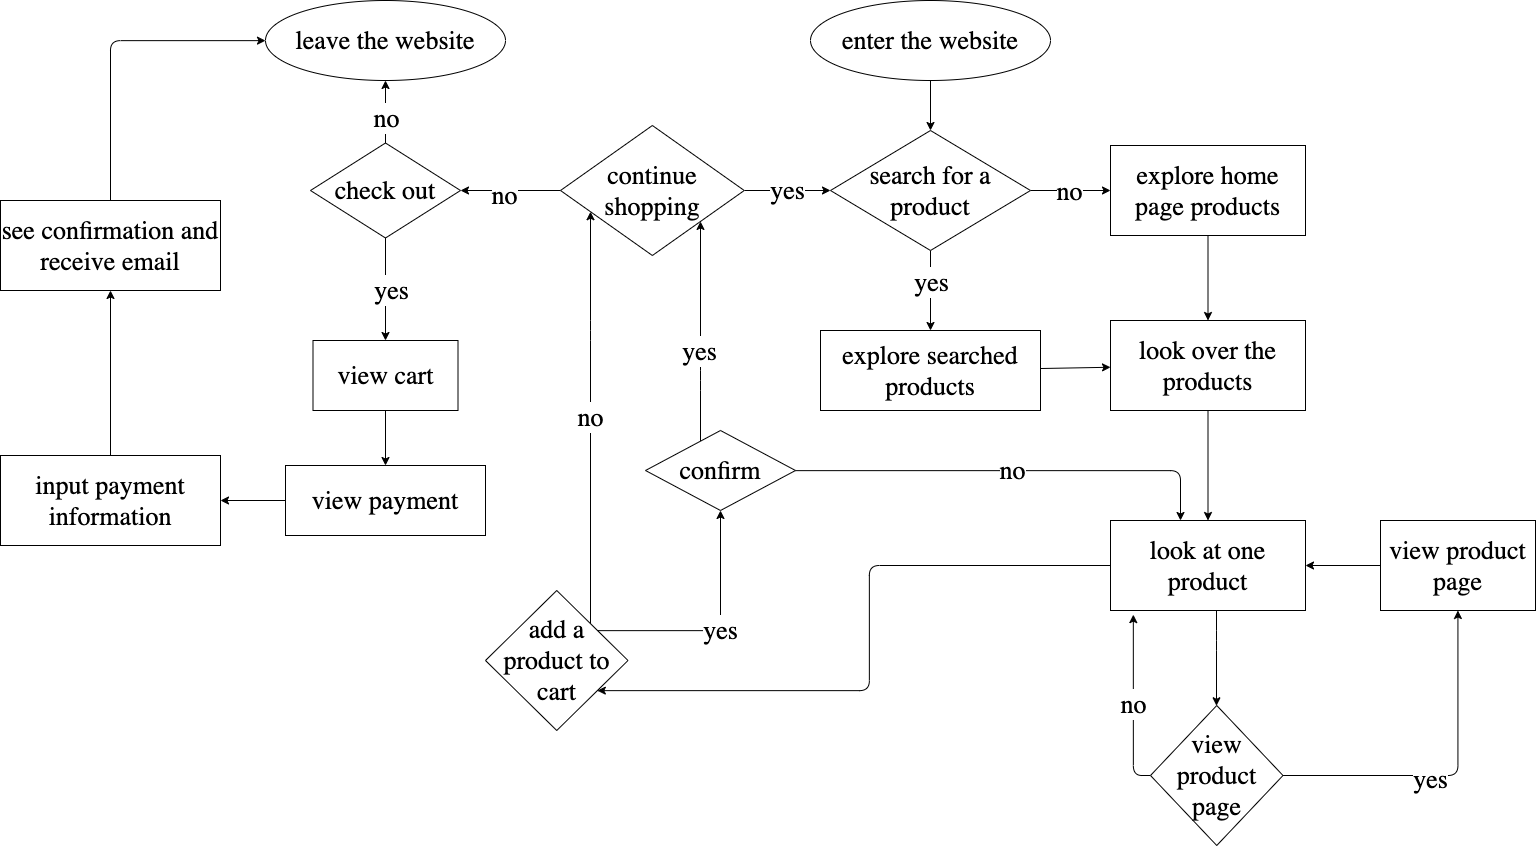 leave the website
enter the website
no
check out
no
continue
shopping
yes
search for a
product
no
explore home
page products
see confirmation and
receive email
yes
yes
view cart
yes
explore searched
products
look over the
products
no
input payment
information
view payment
confirm
no
look at one
product
view product
page
add a
product to
cart
yes
no
view
product
page
yes